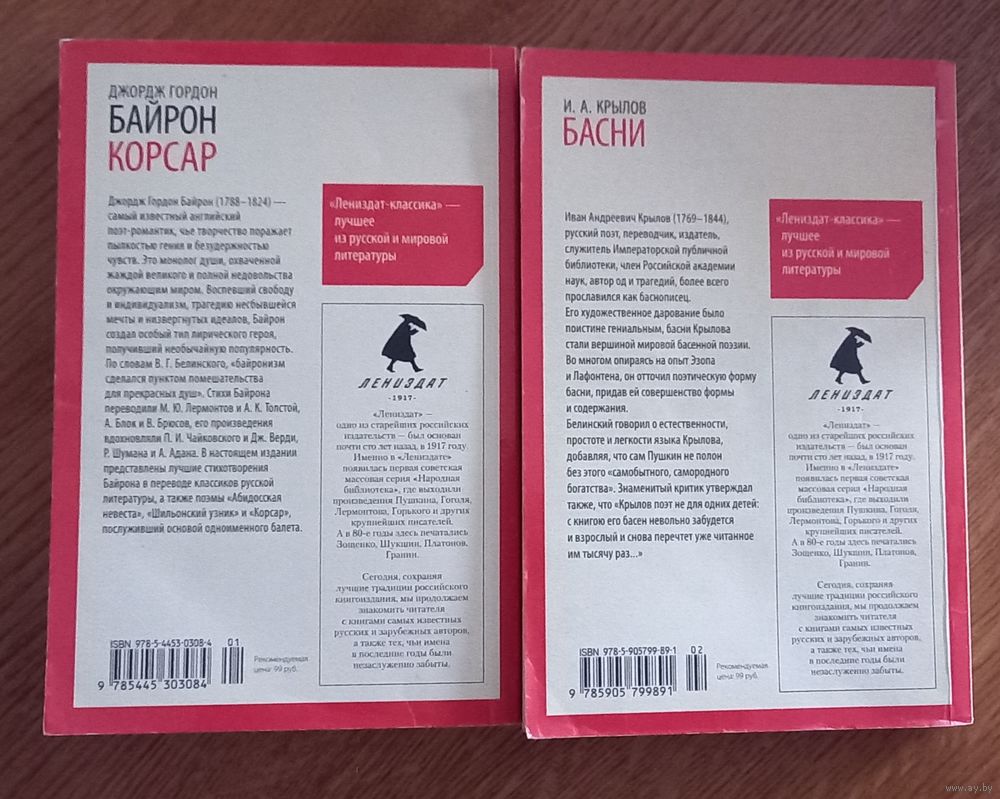 ДЖОРДЖ ГОРДОН
БАЙРОН
КОРСАР
Джордж Гордон Байрон (1788–1824) —
самый известный английский
поэт-романтик, чье творчество поражает
пылкостью гения и безудержностью
чувств. Это монолог души, охваченной
жаждой великого и полной недовольства
окружающим миром. Воспевший свободу
и индивидуализм, трагедию несбывшейся
мечты и низвергнутых идеалов, Байрон
создал особый тип лирического героя,
получивший необычайную популярность.
По словам В. Г. Белинского, «байронизм
сделался пунктом помешательства
для прекрасных душ». Стихи Байрона
переводили М. Ю. Лермонтов и А. К. Толстой,
А. Блок и В. Брюсов, его произведения
вдохновляли П. И. Чайковского и Дж. Верди,
Р. Шумана и А. Адана. В настоящем издании
представлены лучшие стихотворения
Байрона в переводе классиков русской
литературы, а также поэмы «Абидосская
невеста», «Шильонский узник» и «Корсар»,
послуживший основой одноименного балета.
«Лениздат-классика» —
лучшее
из русской и мировой
литературы
ЛЕНИЗДАТ
-1917-
«Лениздат» —
одно из старейших российских
издательств — был основан
почти сто лет назад, в 1917 году.
Именно в «Лениздате»
появилась первая советская
массовая серия «Народная
библиотека», где выходили
произведения Пушкина, Гоголя,
Лермонтова, Горького и других
крупнейших писателей.
А в 80-е годы здесь печатались
Зощенко, Шукшин, Платонов,
Гранин.
Сегодня, сохраняя
лучшие традиции российского
книгоиздания, мы продолжаем
знакомить читателя
с книгами самых известных
русских и зарубежных авторов,
а также тех, чьи имена
в последние годы были
незаслуженно забыты.
ISBN 978-5-4453-0308-4 01
9 785445 303084
Рекомендуемая
цена: 99 руб.
И. А. КРЫЛОВ
БАСНИ
Иван Андреевич Крылов (1769–1844),
русский поэт, переводчик, издатель,
служитель Императорской публичной
библиотеки, член Российской академии
наук, автор од и трагедий, более всего
прославился как баснописец.
Его художественное дарование было
поистине гениальным, басни Крылова
стали вершиной мировой басенной поэзии.
Во многом опираясь на опыт Эзопа
и Лафонтена, он отточил поэтическую форму
басни, придав ей совершенство формы
и содержания.
Белинский говорил о естественности,
простоте и легкости языка Крылова,
добавляя, что сам Пушкин не полон
без этого «самобытного, самородного
богатства». Знаменитый критик утверждал
также, что «Крылов поэт не для одних детей:
с книгою его басен невольно забудется
и взрослый и снова перечтет уже читанное
им тысячу раз...»
«Лениздат-классика» —
лучшее
из русской и мировой
литературы
ЛЕНИЗДАТ
-1917-
«Лениздат» —
одно из старейших российских
издательств — был основан
почти сто лет назад, в 1917 году.
Именно в «Лениздате»
появилась первая советская
массовая серия «Народная
библиотека», где выходили
произведения Пушкина, Гоголя,
Лермонтова, Горького и других
крупнейших писателей.
А в 80-е годы здесь печатались
Зощенко, Шукшин, Платонов,
Гранин.
Сегодня, сохраняя
лучшие традиции российского
книгоиздания, мы продолжаем
знакомить читателя
с книгами самых известных
русских и зарубежных авторов,
а также тех, чьи имена
в последние годы были
незаслуженно забыты.
ISBN 978-5-905799-89-1 02
9 785905 799891
Рекомендуемая
цена: 99 руб.
www.ay.by